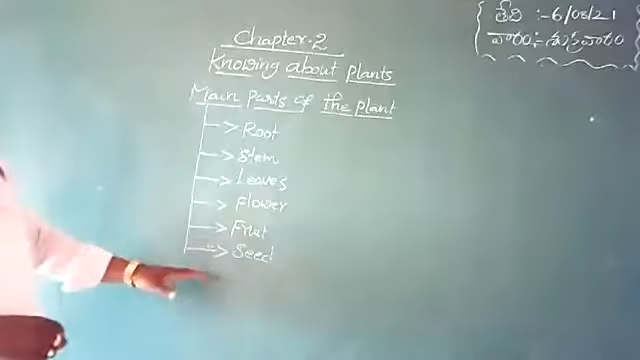 తేది :-6/08/21
వారం:- శుక్రవారం
Chapter-2
Knowing about plants
Main parts of the plant
Root
Stem
Leaves
Flower
Fruit
Seed